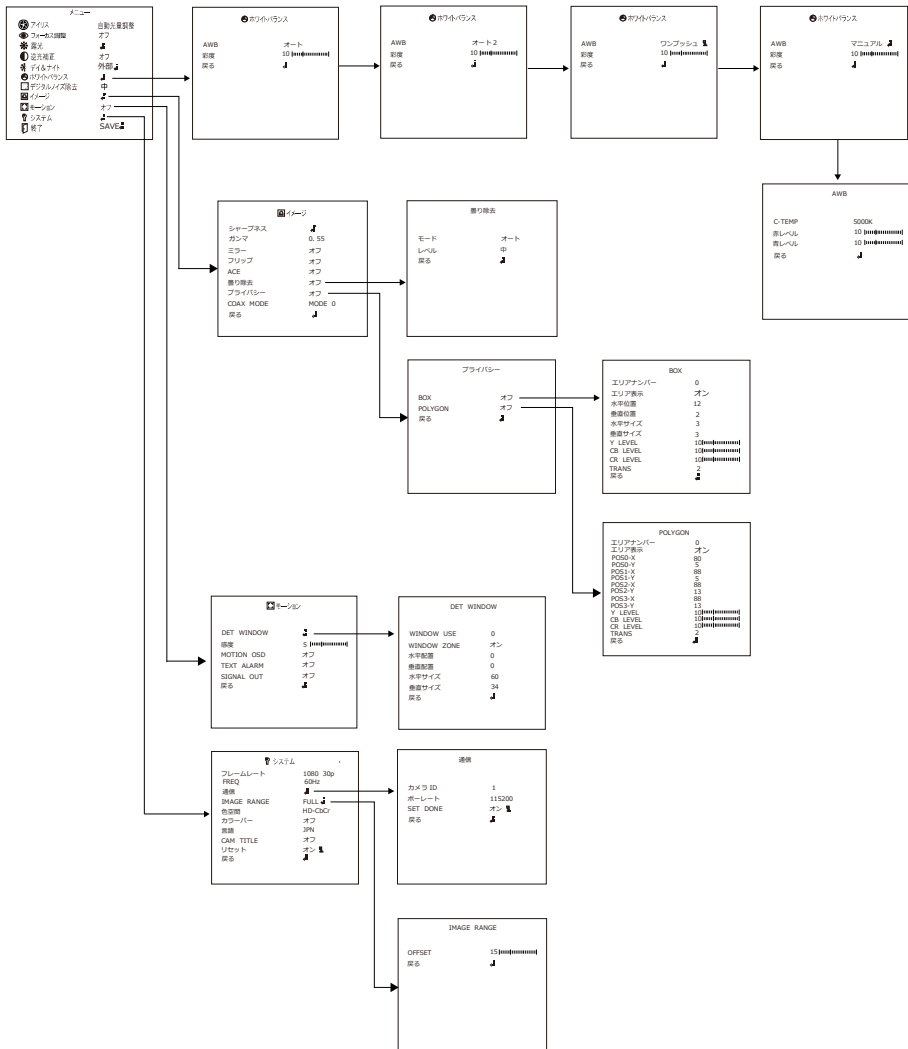 メニュー
アイリス 自動光量調整
フォーカス調整 オフ
露光
逆光補正 オフ
デイ&ナイト 外部
ホワイトバランス
デジタルノイズ除去 中
イメージ
モーション オフ
システム
終了 SAVE
ホワイトバランス
AWB オート
彩度 10
戻る
ホワイトバランス
AWB オート2
彩度 10
戻る
ホワイトバランス
AWB ワンプッシュ
彩度 10
戻る
ホワイトバランス
AWB マニュアル
彩度 10
戻る
AWB
C-TEMP 5000K
赤レベル 10
青レベル 10
戻る
イメージ
シャープネス
ガンマ 0.55
ミラー オフ
フリップ オフ
ACE オフ
曇り除去 オフ
プライバシー オフ
COAX MODE MODE 0
戻る
曇り除去
モード オート
レベル 中
戻る
プライバシー
BOX オフ
POLYGON オフ
戻る
BOX
エリアナンバー 0
エリア表示 オン
水平位置 12
垂直位置 2
水平サイズ 3
垂直サイズ 3
Y LEVEL 10
CB LEVEL 10
CR LEVEL 10
TRANS 2
戻る
POLYGON
エリアナンバー 0
エリア表示 オン
POS0-X 80
POS0-Y 5
POS1-X 88
POS1-Y 5
POS2-X 88
POS2-Y 13
POS3-X 88
POS3-Y 13
Y LEVEL 10
CB LEVEL 10
CR LEVEL 10
TRANS 2
戻る
モーション
DET WINDOW
感度 5
MOTION OSD オフ
TEXT ALARM オフ
SIGNAL OUT オフ
戻る
DET WINDOW
WINDOW USE 0
WINDOW ZONE オン
水平配置 0
垂直配置 0
水平サイズ 60
垂直サイズ 34
戻る
システム
フレームレート 1080 30p
FREQ 60Hz
通信
IMAGE RANGE FULL
色空間 HD-CbCr
カラーバー オフ
言語 JPN
CAM TITLE オフ
リセット オン
戻る
通信
カメラID 1
ボーレート 115200
SET DONE オン
戻る
IMAGE RANGE
OFFSET 15
戻る